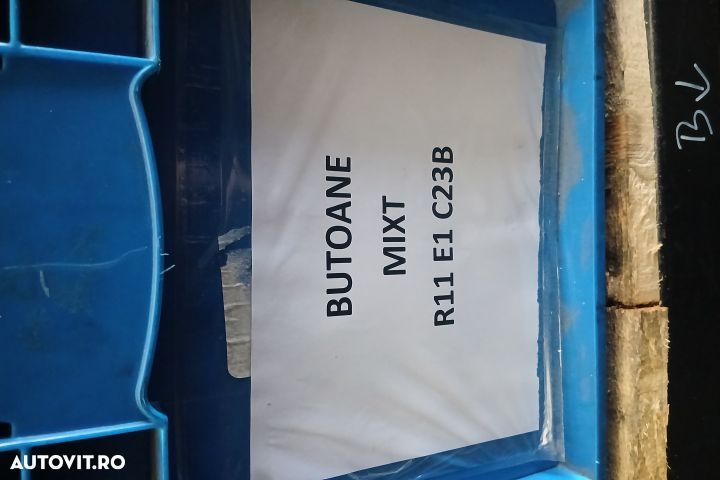 BUTOANE
MIXT
R11 E1 C23B
B↓
AUTOVIT.RO